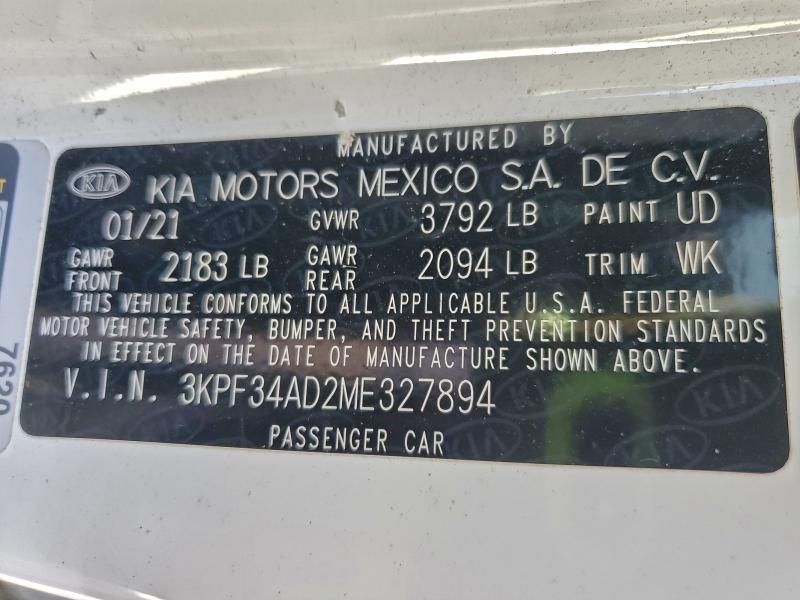 MANUFACTURED BY
KIA KIA MOTORS MEXICO S.A. DE C.V.
01/21 GVWR 3792 LB PAINT UD
GAWR FRONT 2183 LB GAWR REAR 2094 LB TRIM WK
THIS VEHICLE CONFORMS TO ALL APPLICABLE U.S.A. FEDERAL
MOTOR VEHICLE SAFETY, BUMPER, AND THEFT PREVENTION STANDARDS
IN EFFECT ON THE DATE OF MANUFACTURE SHOWN ABOVE.
V.I.N. 3KPF34AD2ME327894
PASSENGER CAR